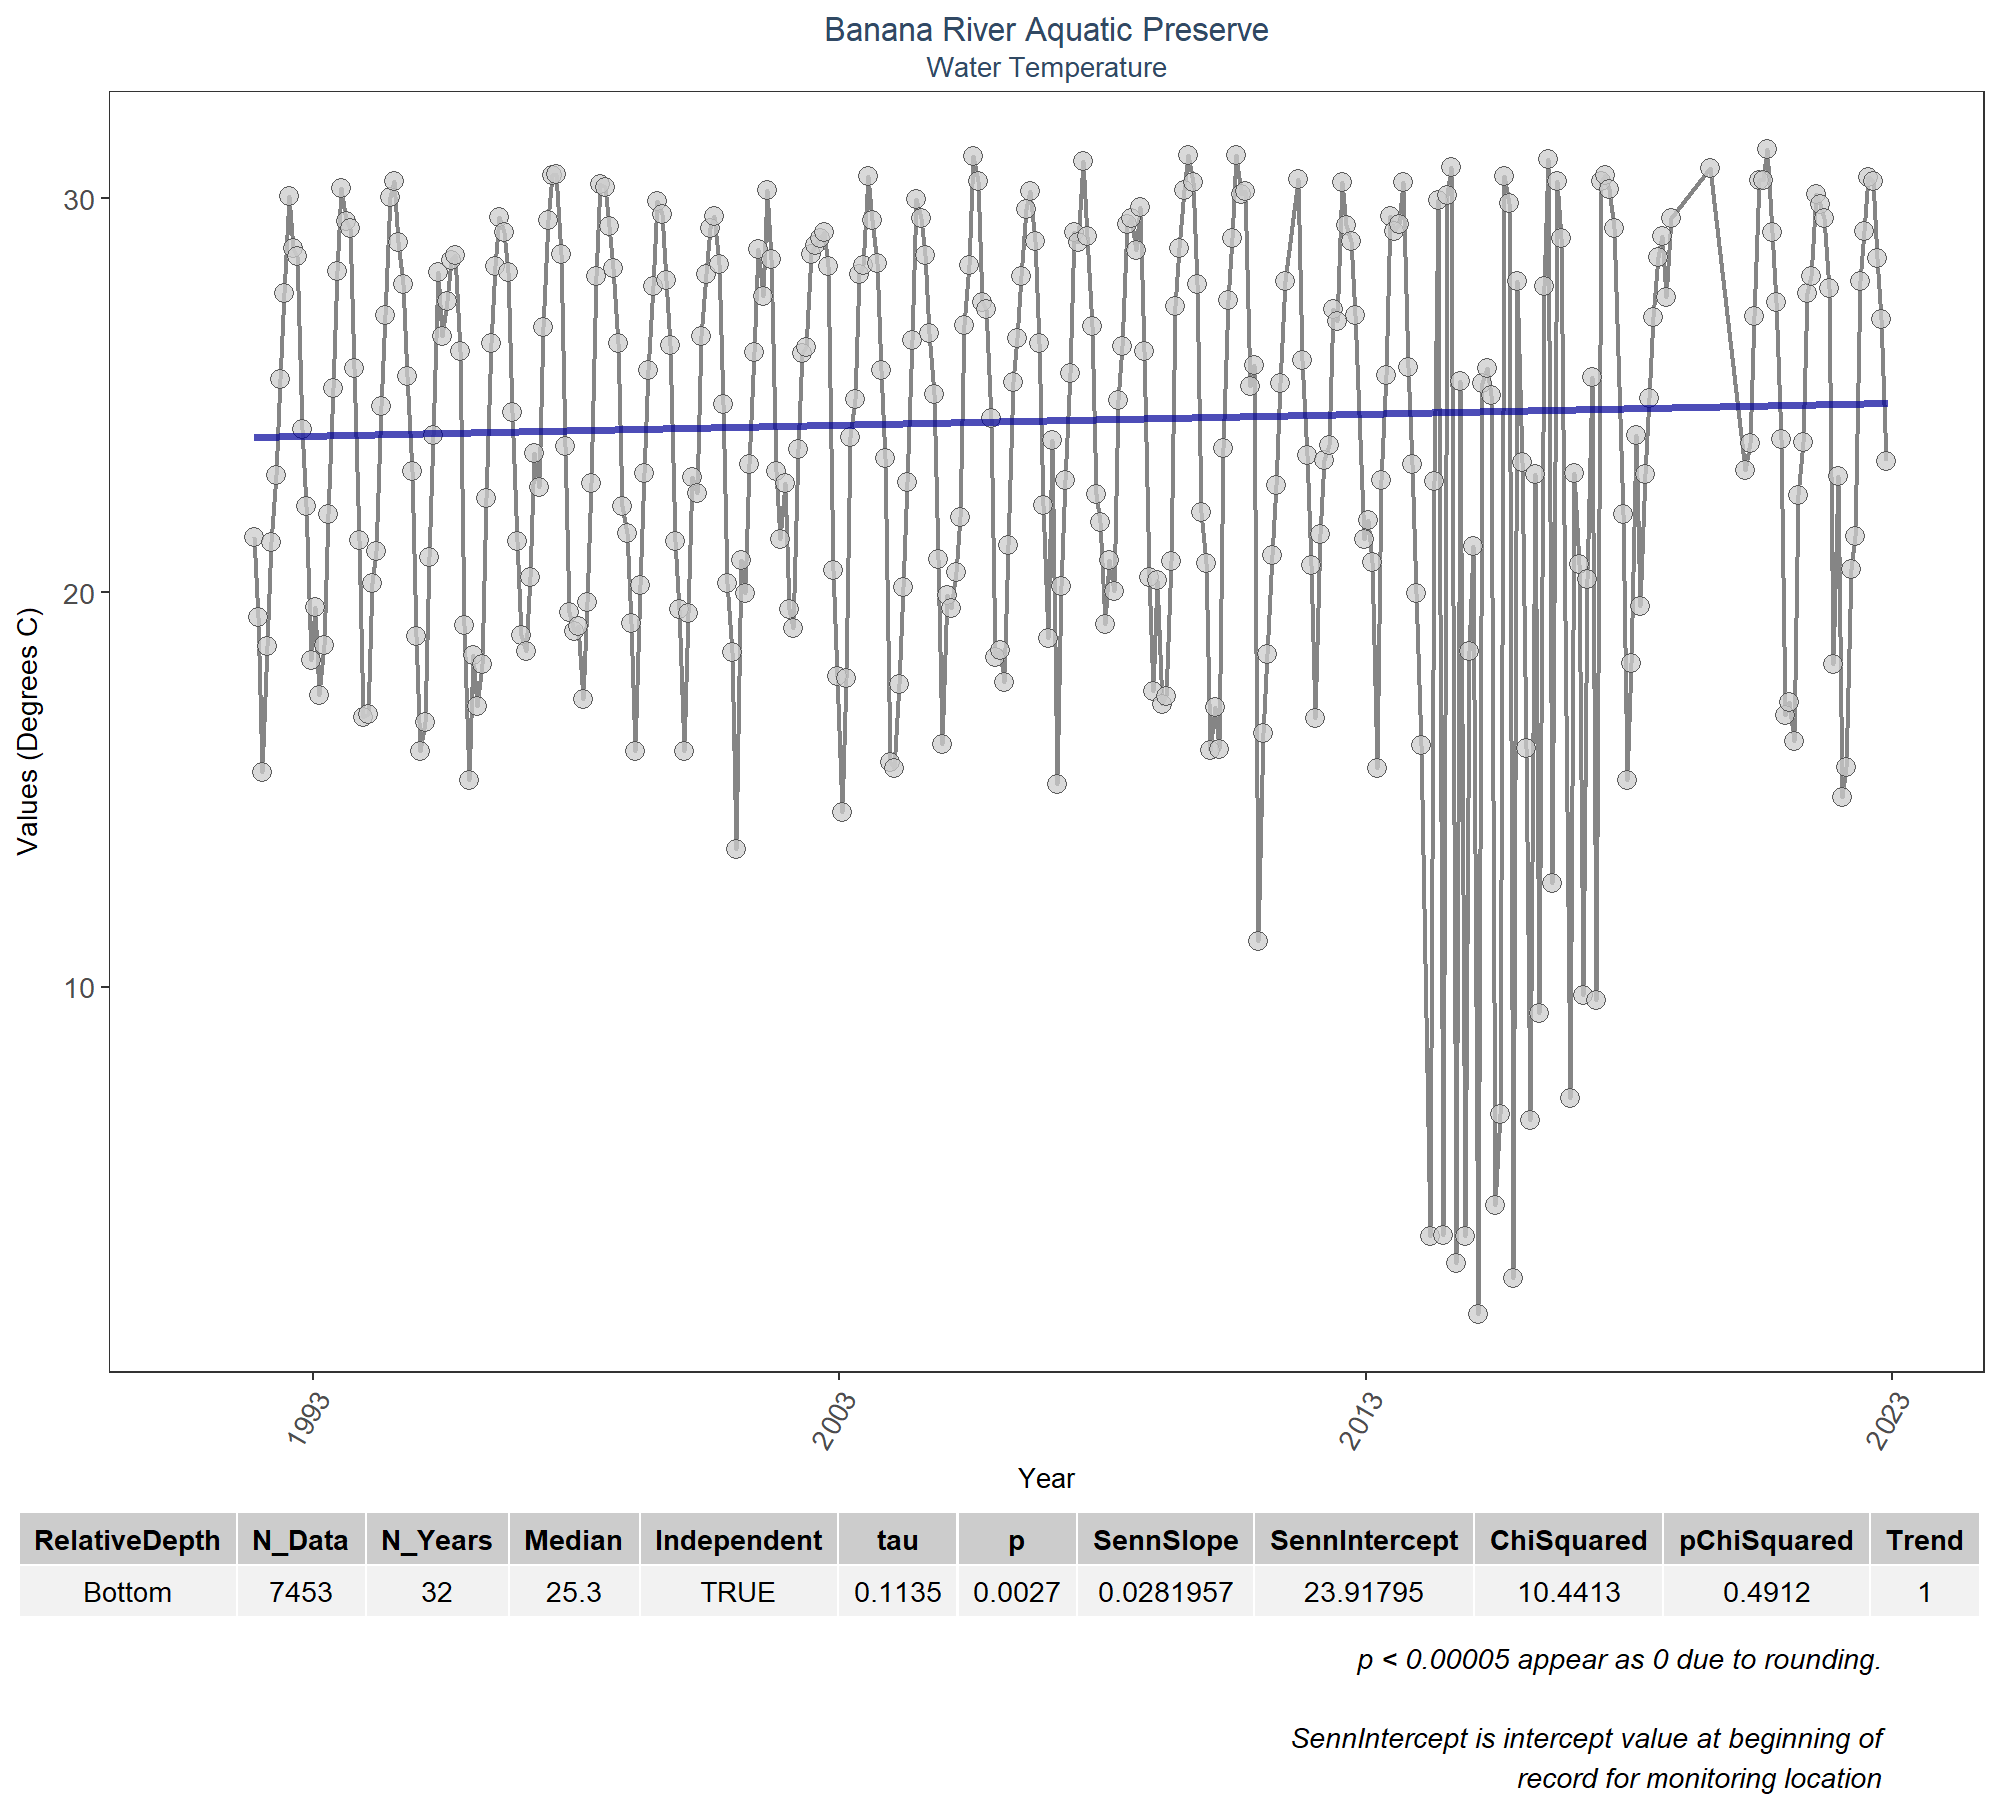 Banana River Aquatic Preserve
Water Temperature
30
20
10
Values (Degrees C)
1993
2003
2013
2023
Year
RelativeDepth N_Data N_Years Median Independent tau p SennSlope SennIntercept ChiSquared pChiSquared Trend
Bottom 7453 32 25.3 TRUE 0.1135 0.0027 0.0281957 23.91795 10.4413 0.4912 1
p < 0.00005 appear as 0 due to rounding.
SennIntercept is intercept value at beginning of
record for monitoring location